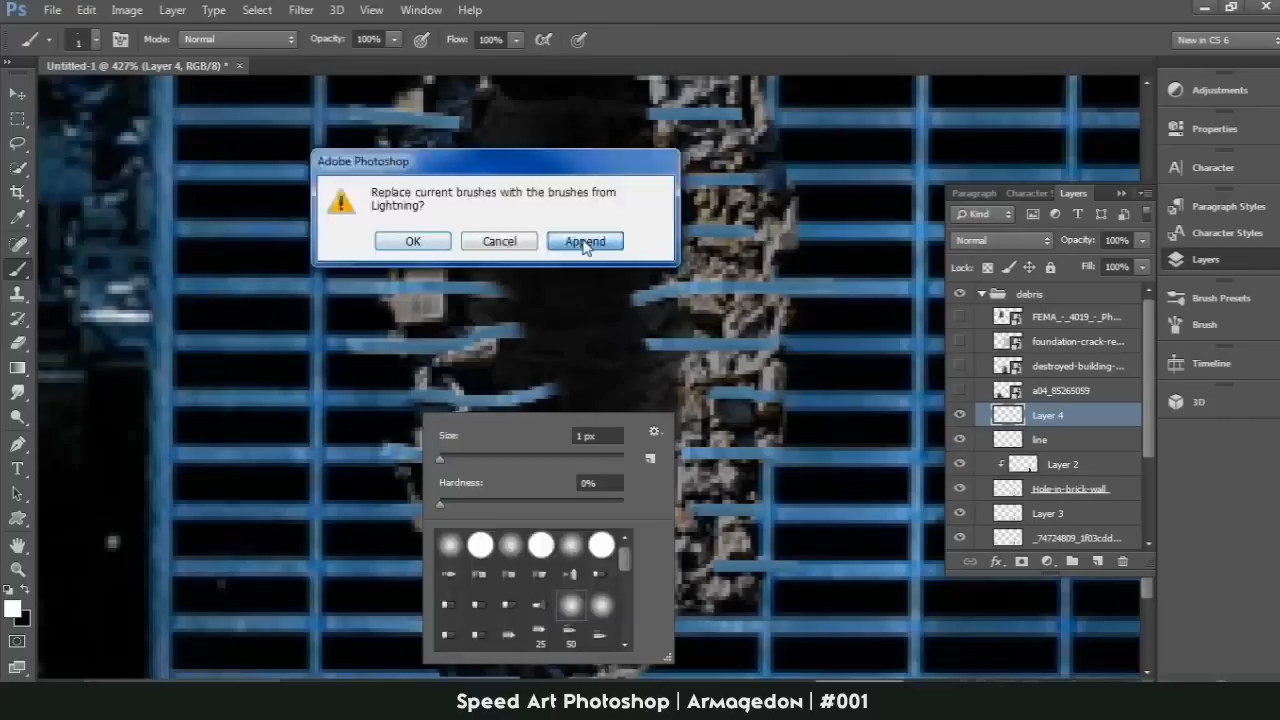 Ps File Edit Image Layer Type Select Filter 3D View Window Help
1 Mode: Normal Opacity: 100% Flow: 100% New in CS 6
Untitled-1 @ 427% (Layer 4, RGB/8) * ×
Adjustments
Properties
Character
Paragraph Styles
Character Styles
Layers
Brush Presets
Brush
Timeline
3D
Adobe Photoshop
Replace current brushes with the brushes from
Lightning?
OK Cancel Append
Paragraph Character Layers
Kind
Normal Opacity: 100%
Lock: Fill: 100%
debris
FEMA_-_4019_-_Ph...
foundation-crack-re...
destroyed-building-...
a04_85265059
Layer 4
line
Layer 2
Hole-in-brick-wall
Layer 3
_74724809_1f03cdd...
Size: 1 px
Hardness: 0%
25 50
Speed Art Photoshop | Armagedon | #001